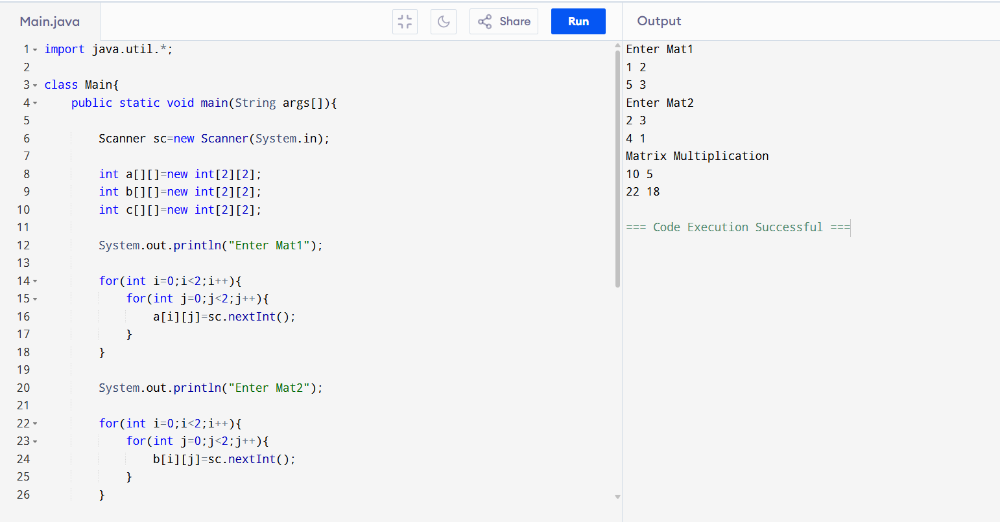 Main.java
Share
Run
Output
1 import java.util.*;
2
3 class Main{
4     public static void main(String args[]){
5
6         Scanner sc=new Scanner(System.in);
7
8         int a[][]=new int[2][2];
9         int b[][]=new int[2][2];
10         int c[][]=new int[2][2];
11
12         System.out.println("Enter Mat1");
13
14         for(int i=0;i<2;i++){
15             for(int j=0;j<2;j++){
16                 a[i][j]=sc.nextInt();
17             }
18         }
19
20         System.out.println("Enter Mat2");
21
22         for(int i=0;i<2;i++){
23             for(int j=0;j<2;j++){
24                 b[i][j]=sc.nextInt();
25             }
26         }
Enter Mat1
1 2
5 3
Enter Mat2
2 3
4 1
Matrix Multiplication
10 5
22 18
=== Code Execution Successful ===